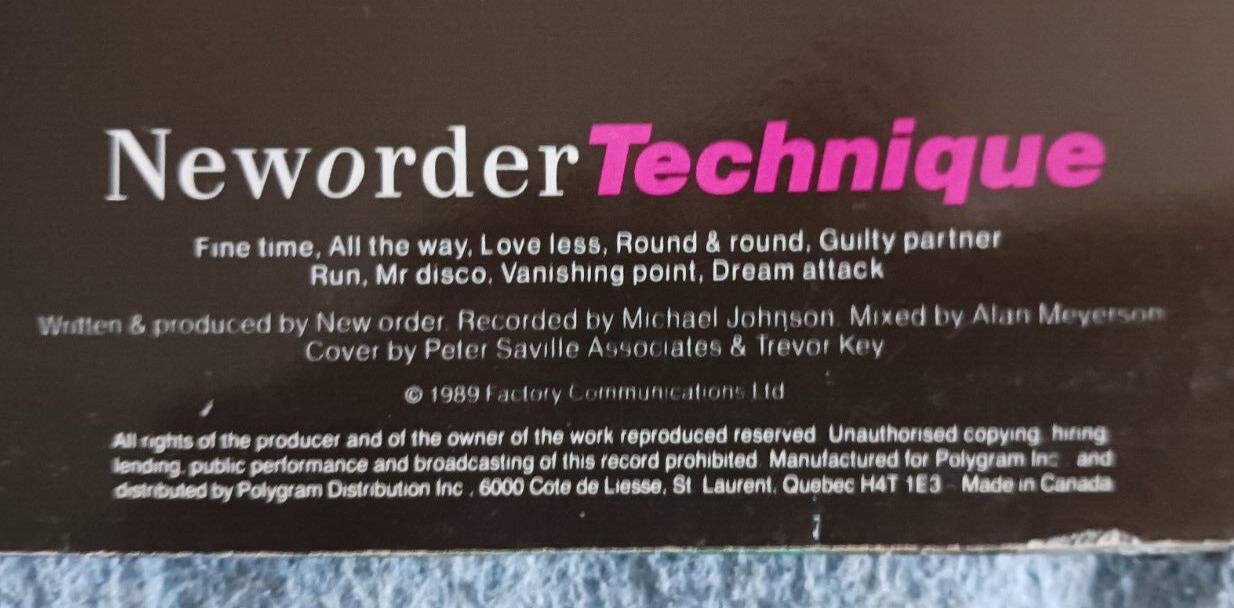 Neworder Technique
Fine time, All the way, Love less, Round & round, Guilty partner
Run, Mr disco, Vanishing point, Dream attack
Written & produced by New order. Recorded by Michael Johnson. Mixed by Alan Meyerson
Cover by Peter Saville Associates & Trevor Key
© 1989 Factory Communications Ltd
All rights of the producer and of the owner of the work reproduced reserved. Unauthorised copying, hiring,
lending, public performance and broadcasting of this record prohibited. Manufactured for Polygram Inc. and
distributed by Polygram Distribution Inc., 6000 Cote de Liesse, St. Laurent, Quebec H4T 1E3 - Made in Canada